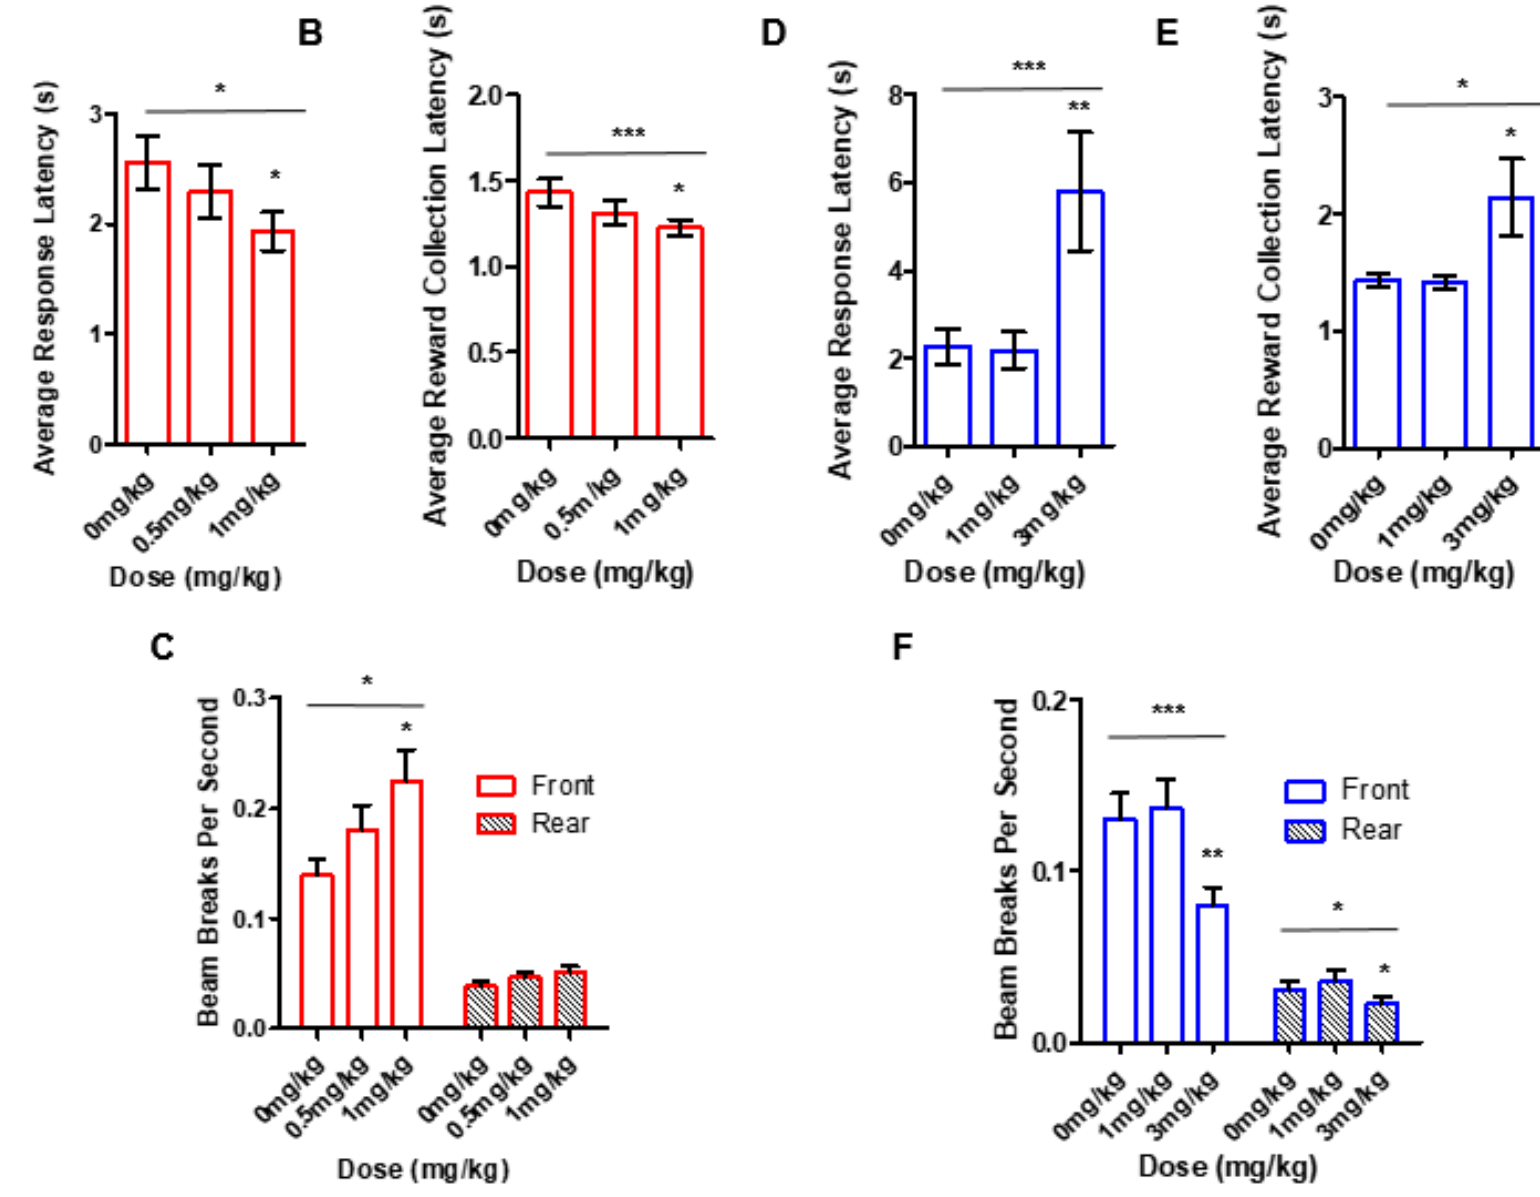 B
D
E
Average Response Latency (s)
3
2
1
0
*
*
0mg/kg
0.5mg/kg
1mg/kg
Dose (mg/kg)
Average Reward Collection Latency (s)
2.0
1.5
1.0
0.5
0.0
***
*
0mg/kg
0.5m/kg
1mg/kg
Dose (mg/kg)
Average Response Latency (s)
8
6
4
2
0
***
**
0mg/kg
1mg/kg
3mg/kg
Dose (mg/kg)
Average Reward Collection Latency (s)
3
2
1
0
*
*
0mg/kg
1mg/kg
3mg/kg
Dose (mg/kg)
C
Beam Breaks Per Second
0.3
0.2
0.1
0.0
*
*
Front
Rear
0mg/kg
0.5mg/kg
1mg/kg
0mg/kg
0.5mg/kg
1mg/kg
Dose (mg/kg)
F
Beam Breaks Per Second
0.2
0.1
0.0
***
**
*
*
Front
Rear
0mg/kg
1mg/kg
3mg/kg
0mg/kg
1mg/kg
3mg/kg
Dose (mg/kg)